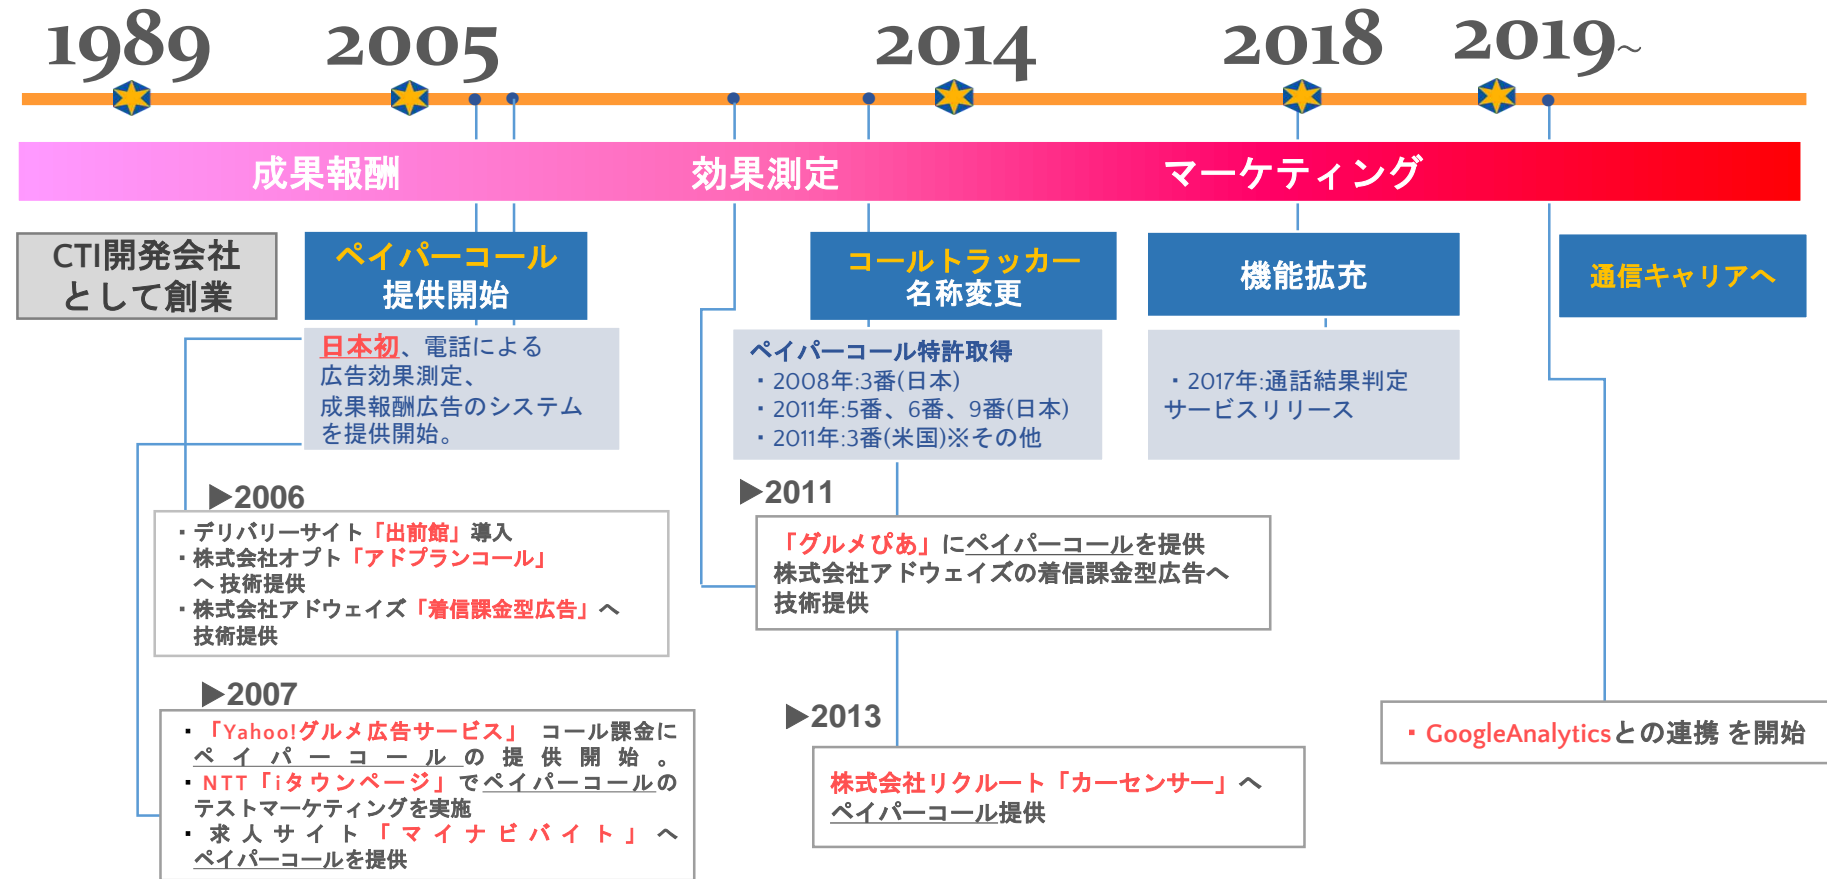 1989
2005
2014
2018
2019~
成果報酬
効果測定
マーケティング
CTI開発会社
として創業
ペイパーコール
提供開始
日本初、電話による
広告効果測定、
成果報酬広告のシステム
を提供開始。
コールトラッカー
名称変更
ペイパーコール特許取得
・2008年:3番(日本)
・2011年:5番、6番、9番(日本)
・2011年:3番(米国)※その他
機能拡充
・2017年:通話結果判定
サービスリリース
通信キャリアへ
▶2006
・デリバリーサイト「出前館」導入
・株式会社オプト「アドプランコール」
へ 技術提供
・株式会社アドウェイズ「着信課金型広告」へ
技術提供
▶2007
・「Yahoo!グルメ広告サービス」 コール課金に
ペイパーコールの提供開始。
・NTT「iタウンページ」でペイパーコールの
テストマーケティングを実施
・求人サイト「マイナビバイト」へ
ペイパーコールを提供
▶2011
「グルメぴあ」にペイパーコールを提供
株式会社アドウェイズの着信課金型広告へ
技術提供
▶2013
株式会社リクルート「カーセンサー」へ
ペイパーコール提供
・GoogleAnalyticsとの連携 を開始